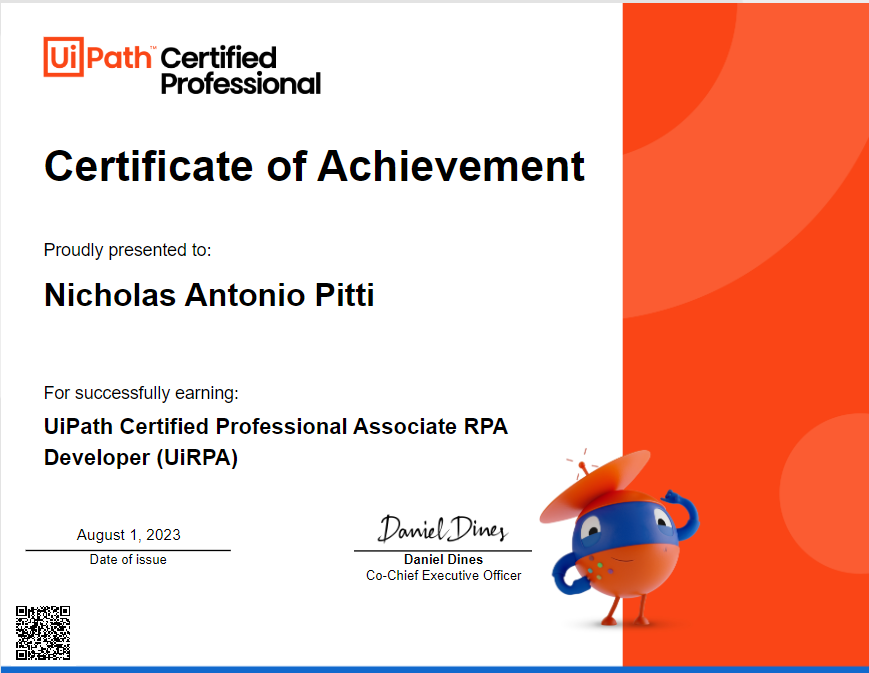 UiPath™ Certified
Professional
Certificate of Achievement
Proudly presented to:
Nicholas Antonio Pitti
For successfully earning:
UiPath Certified Professional Associate RPA
Developer (UiRPA)
August 1, 2023
Date of issue
Daniel Dines
Daniel Dines
Co-Chief Executive Officer